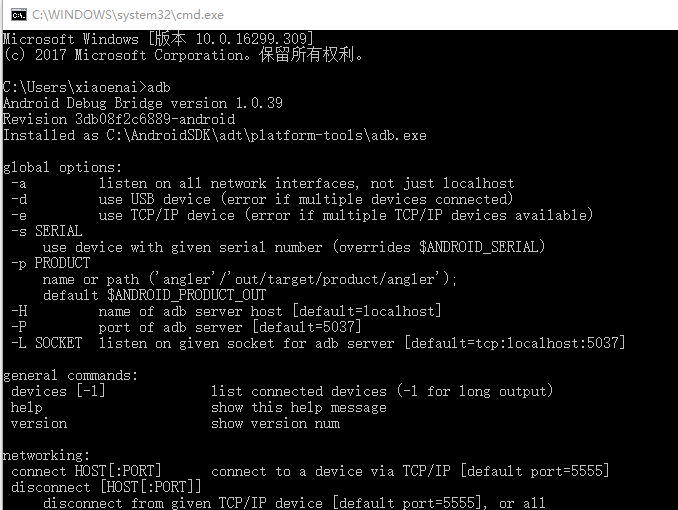 C:\WINDOWS\system32\cmd.exe
Microsoft Windows [版本 10.0.16299.309]
(c) 2017 Microsoft Corporation。保留所有权利。
C:\Users\xiaoenai>adb
Android Debug Bridge version 1.0.39
Revision 3db08f2c6889-android
Installed as C:\AndroidSDK\adt\platform-tools\adb.exe
global options:
 -a         listen on all network interfaces, not just localhost
 -d         use USB device (error if multiple devices connected)
 -e         use TCP/IP device (error if multiple TCP/IP devices available)
 -s SERIAL
     use device with given serial number (overrides $ANDROID_SERIAL)
 -p PRODUCT
     name or path ('angler'/'out/target/product/angler');
     default $ANDROID_PRODUCT_OUT
 -H         name of adb server host [default=localhost]
 -P         port of adb server [default=5037]
 -L SOCKET  listen on given socket for adb server [default=tcp:localhost:5037]
general commands:
 devices [-l]             list connected devices (-l for long output)
 help                     show this help message
 version                  show version num
networking:
 connect HOST[:PORT]      connect to a device via TCP/IP [default port=5555]
 disconnect [HOST[:PORT]]
     disconnect from given TCP/IP device [default port=5555], or all